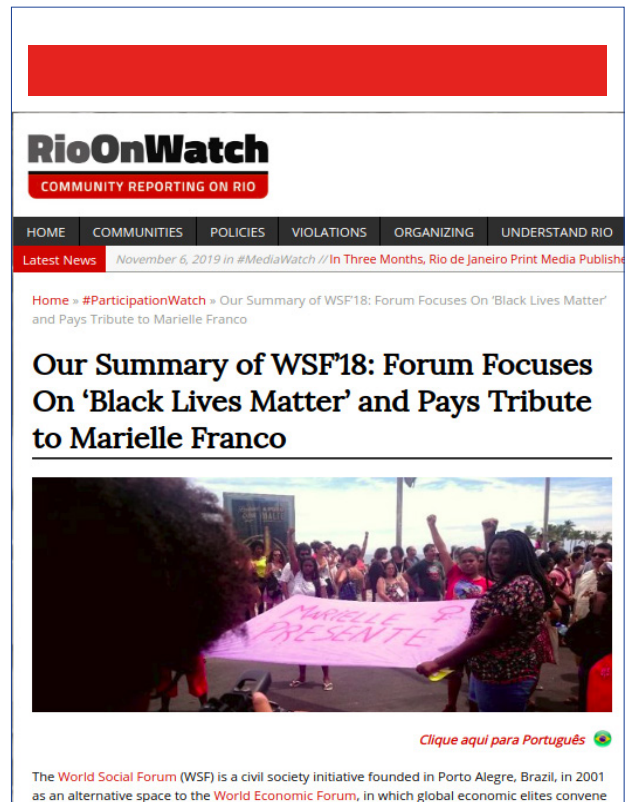 RioOnWatch
COMMUNITY REPORTING ON RIO
HOME COMMUNITIES POLICIES VIOLATIONS ORGANIZING UNDERSTAND RIO
Latest News November 6, 2019 in #MediaWatch // In Three Months, Rio de Janeiro Print Media Publishe
Home » #ParticipationWatch » Our Summary of WSF'18: Forum Focuses On 'Black Lives Matter'
and Pays Tribute to Marielle Franco
Our Summary of WSF'18: Forum Focuses
On 'Black Lives Matter' and Pays Tribute
to Marielle Franco
MARIELLE
PRESENTE
Clique aqui para Português
The World Social Forum (WSF) is a civil society initiative founded in Porto Alegre, Brazil, in 2001
as an alternative space to the World Economic Forum, in which global economic elites convene